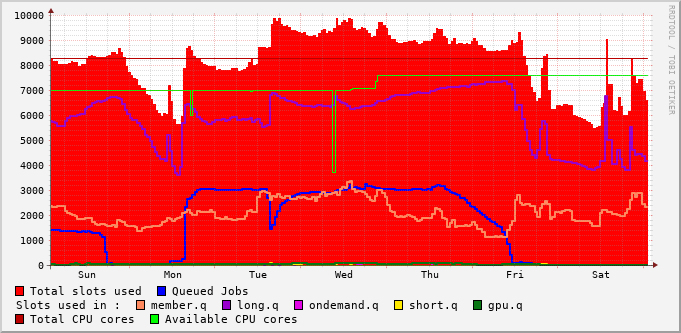 10000
9000
8000
7000
6000
5000
4000
3000
2000
1000
0
Sun Mon Tue Wed Thu Fri Sat
RRDTOOL / TOBI OETIKER
Total slots used Queued Jobs
Slots used in : member.q long.q ondemand.q short.q gpu.q
Total CPU cores Available CPU cores